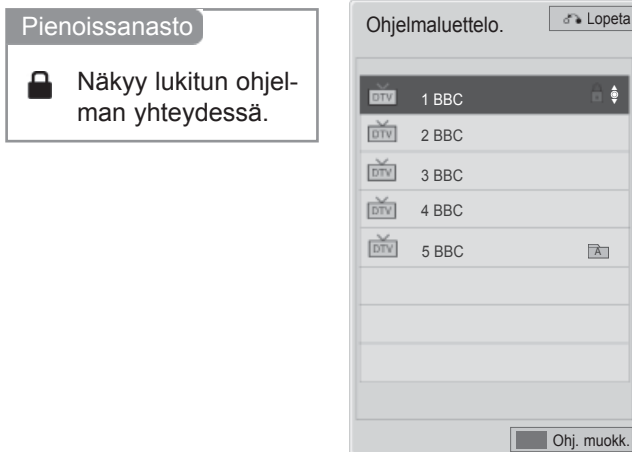 Pienoissanasto
Näkyy lukitun ohjel-
man yhteydessä.
Ohjelmaluettelo.
Lopeta
DTV 1 BBC
DTV 2 BBC
DTV 3 BBC
DTV 4 BBC
DTV 5 BBC A
Ohj. muokk.